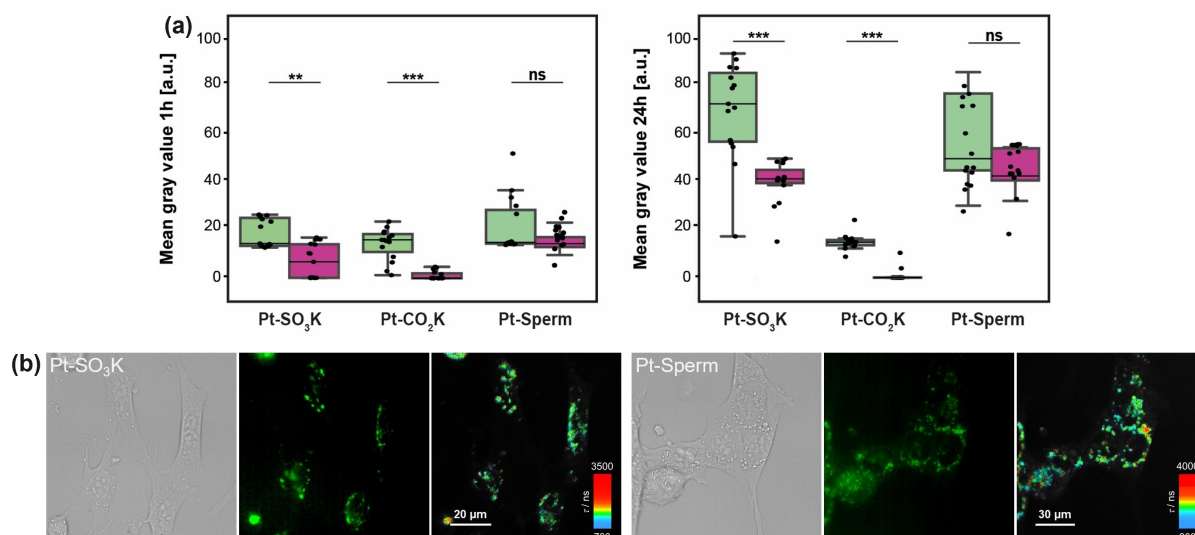 (a)
Mean gray value 1h [a.u.]
100
80
60
40
20
0
** *** ns
Pt-SO₃K Pt-CO₂K Pt-Sperm
Mean gray value 24h [a.u.]
100
80
60
40
20
0
*** *** ns
Pt-SO₃K Pt-CO₂K Pt-Sperm
(b)
Pt-SO₃K
20 µm
3500
τ / ns
Pt-Sperm
30 µm
4000
τ / ns